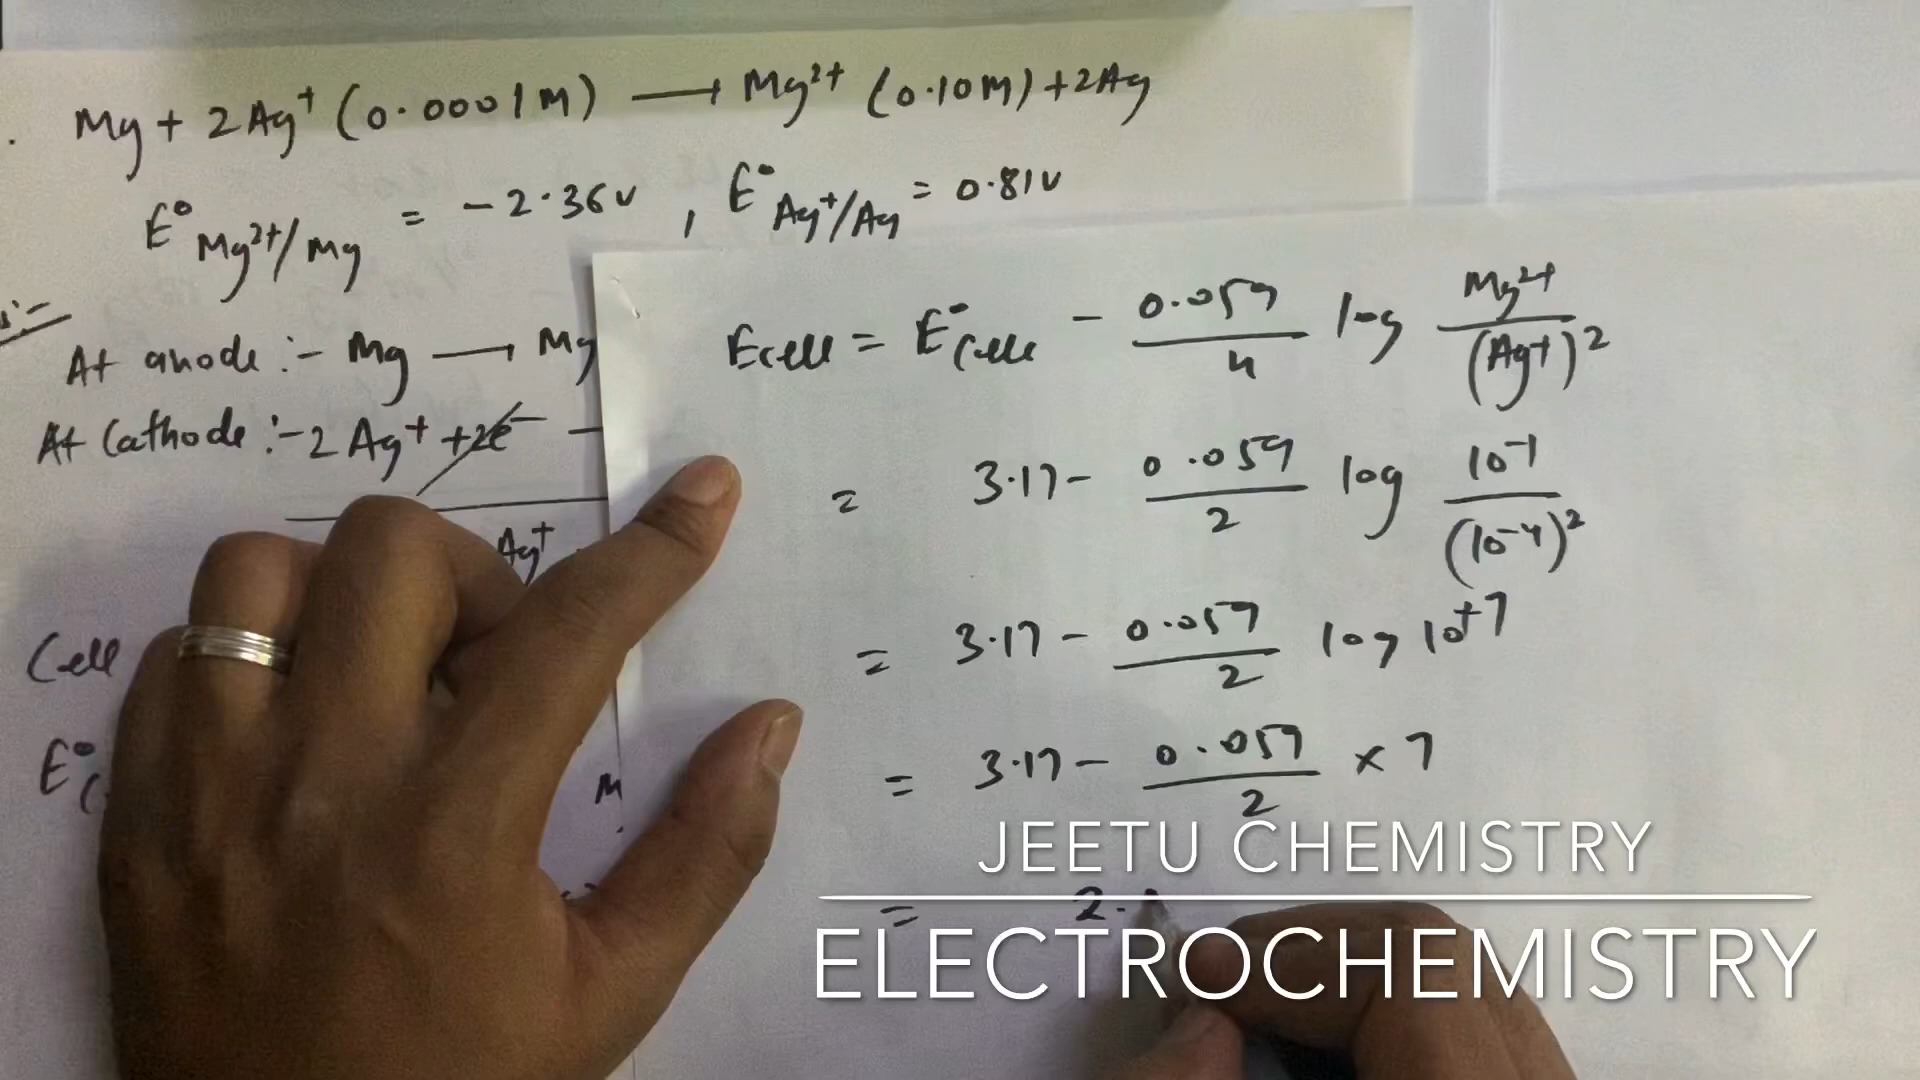 Mg + 2Ag⁺ (0.0001M) ⟶ Mg²⁺ (0.10M) + 2Ag
E° Mg²⁺/Mg = -2.36V , E° Ag⁺/Ag = 0.81V
At anode :- Mg ⟶ Mg
At Cathode :- 2Ag⁺ + 2e⁻ –
Ag⁺
Cell
E°
M
Ecell = E°Cell - 0.059/n log Mg²⁺/(Ag⁺)²
= 3.17 - 0.059/2 log 10⁻¹/(10⁻⁴)²
= 3.17 - 0.059/2 log 10⁺⁷
= 3.17 - 0.059/2 × 7
= 2.
JEETU CHEMISTRY
ELECTROCHEMISTRY